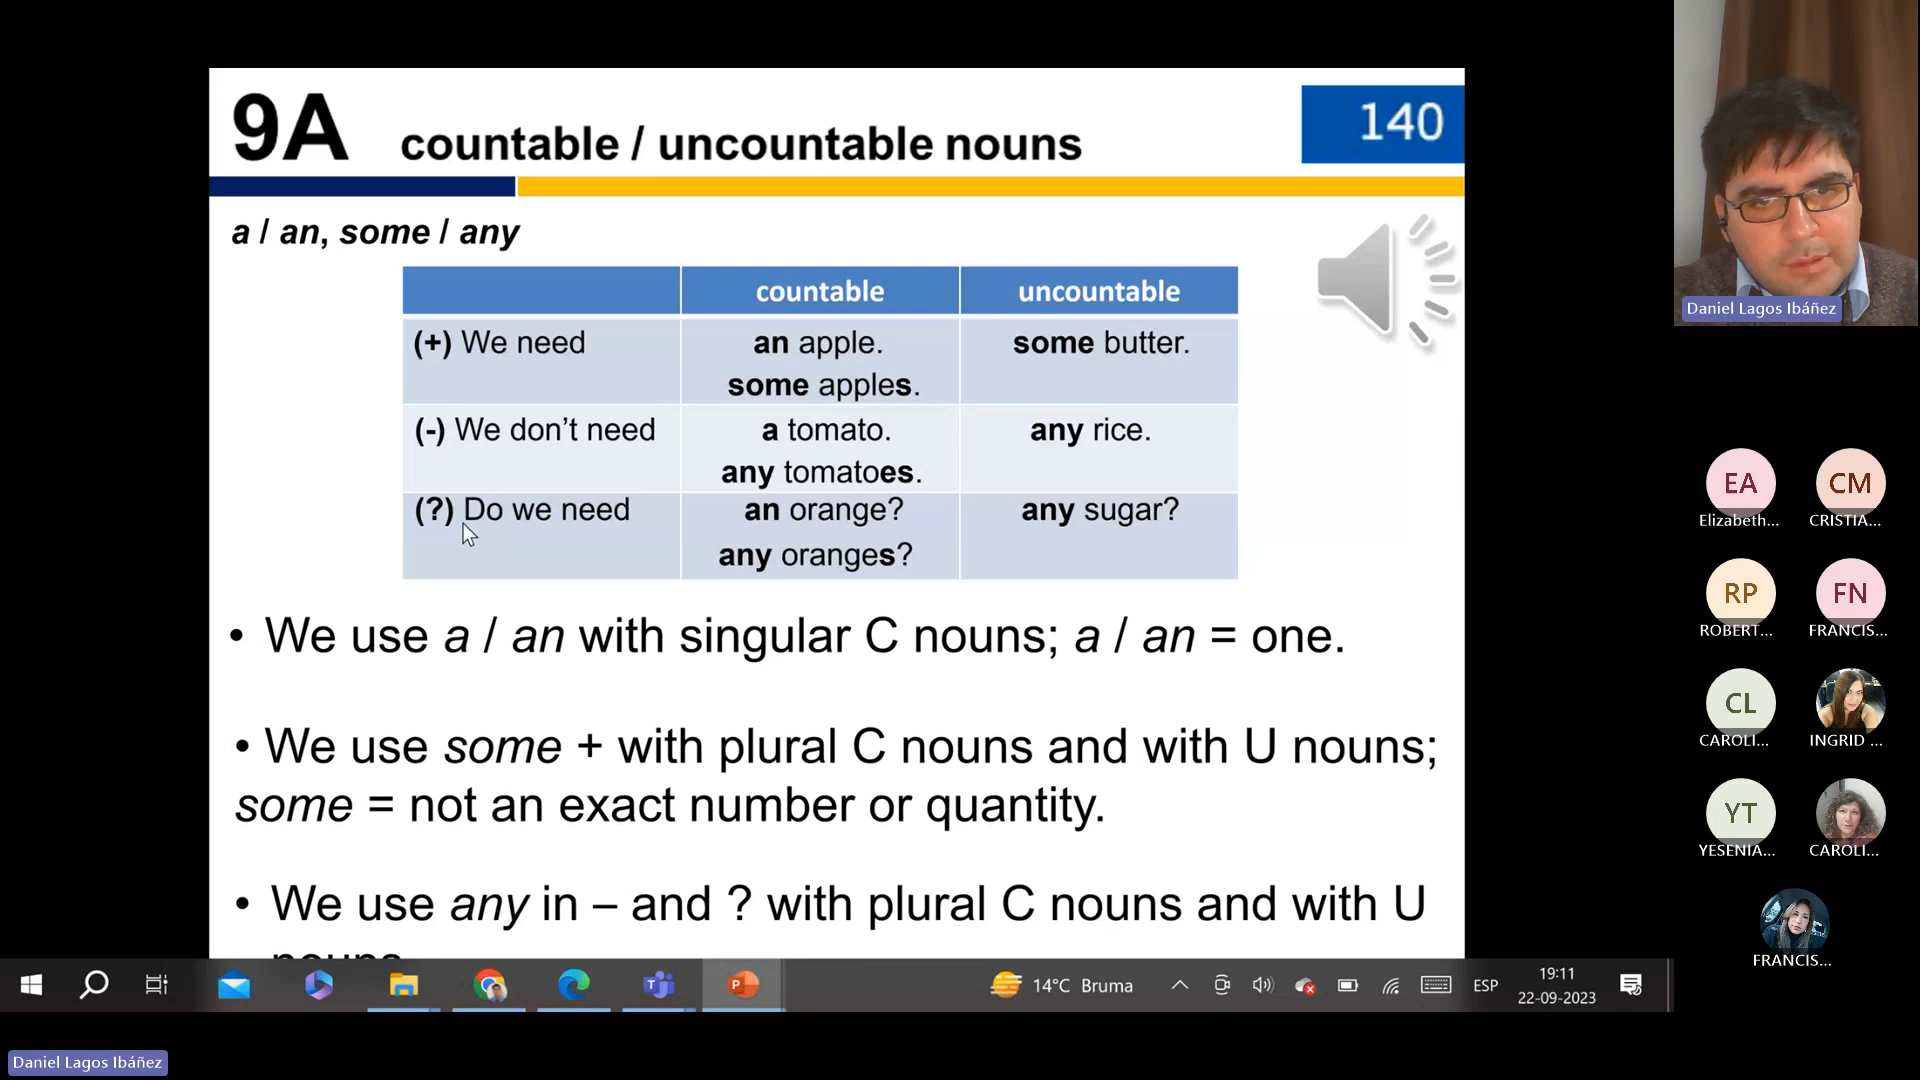 9A countable / uncountable nouns
140
a / an, some / any
countable uncountable
(+) We need an apple. some butter.
some apples.
(-) We don't need a tomato. any rice.
any tomatoes.
(?) Do we need an orange? any sugar?
any oranges?
• We use a / an with singular C nouns; a / an = one.
• We use some + with plural C nouns and with U nouns;
some = not an exact number or quantity.
• We use any in – and ? with plural C nouns and with U
nouns
Daniel Lagos Ibáñez
EA CM
Elizabeth... CRISTIA...
RP FN
ROBERT... FRANCIS...
CL
CAROLI... INGRID ...
YT
YESENIA... CAROLI...
FRANCIS...
14°C Bruma
ESP
19:11
22-09-2023
Daniel Lagos Ibáñez